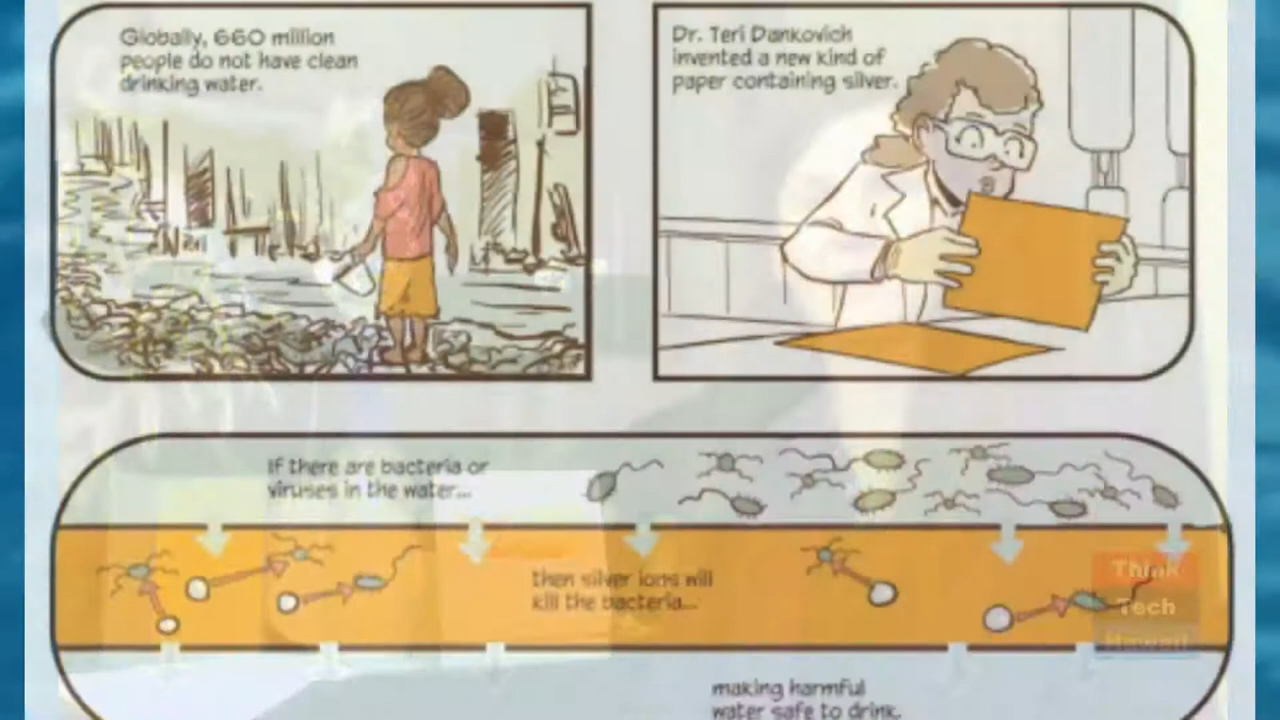 Globally, 660 million
people do not have clean
drinking water.
Dr. Teri Dankovich
invented a new kind of
paper containing silver.
If there are bacteria or
viruses in the water...
then silver ions will
kill the bacteria...
Think
Tech
Hawaii
making harmful
water safe to drink.